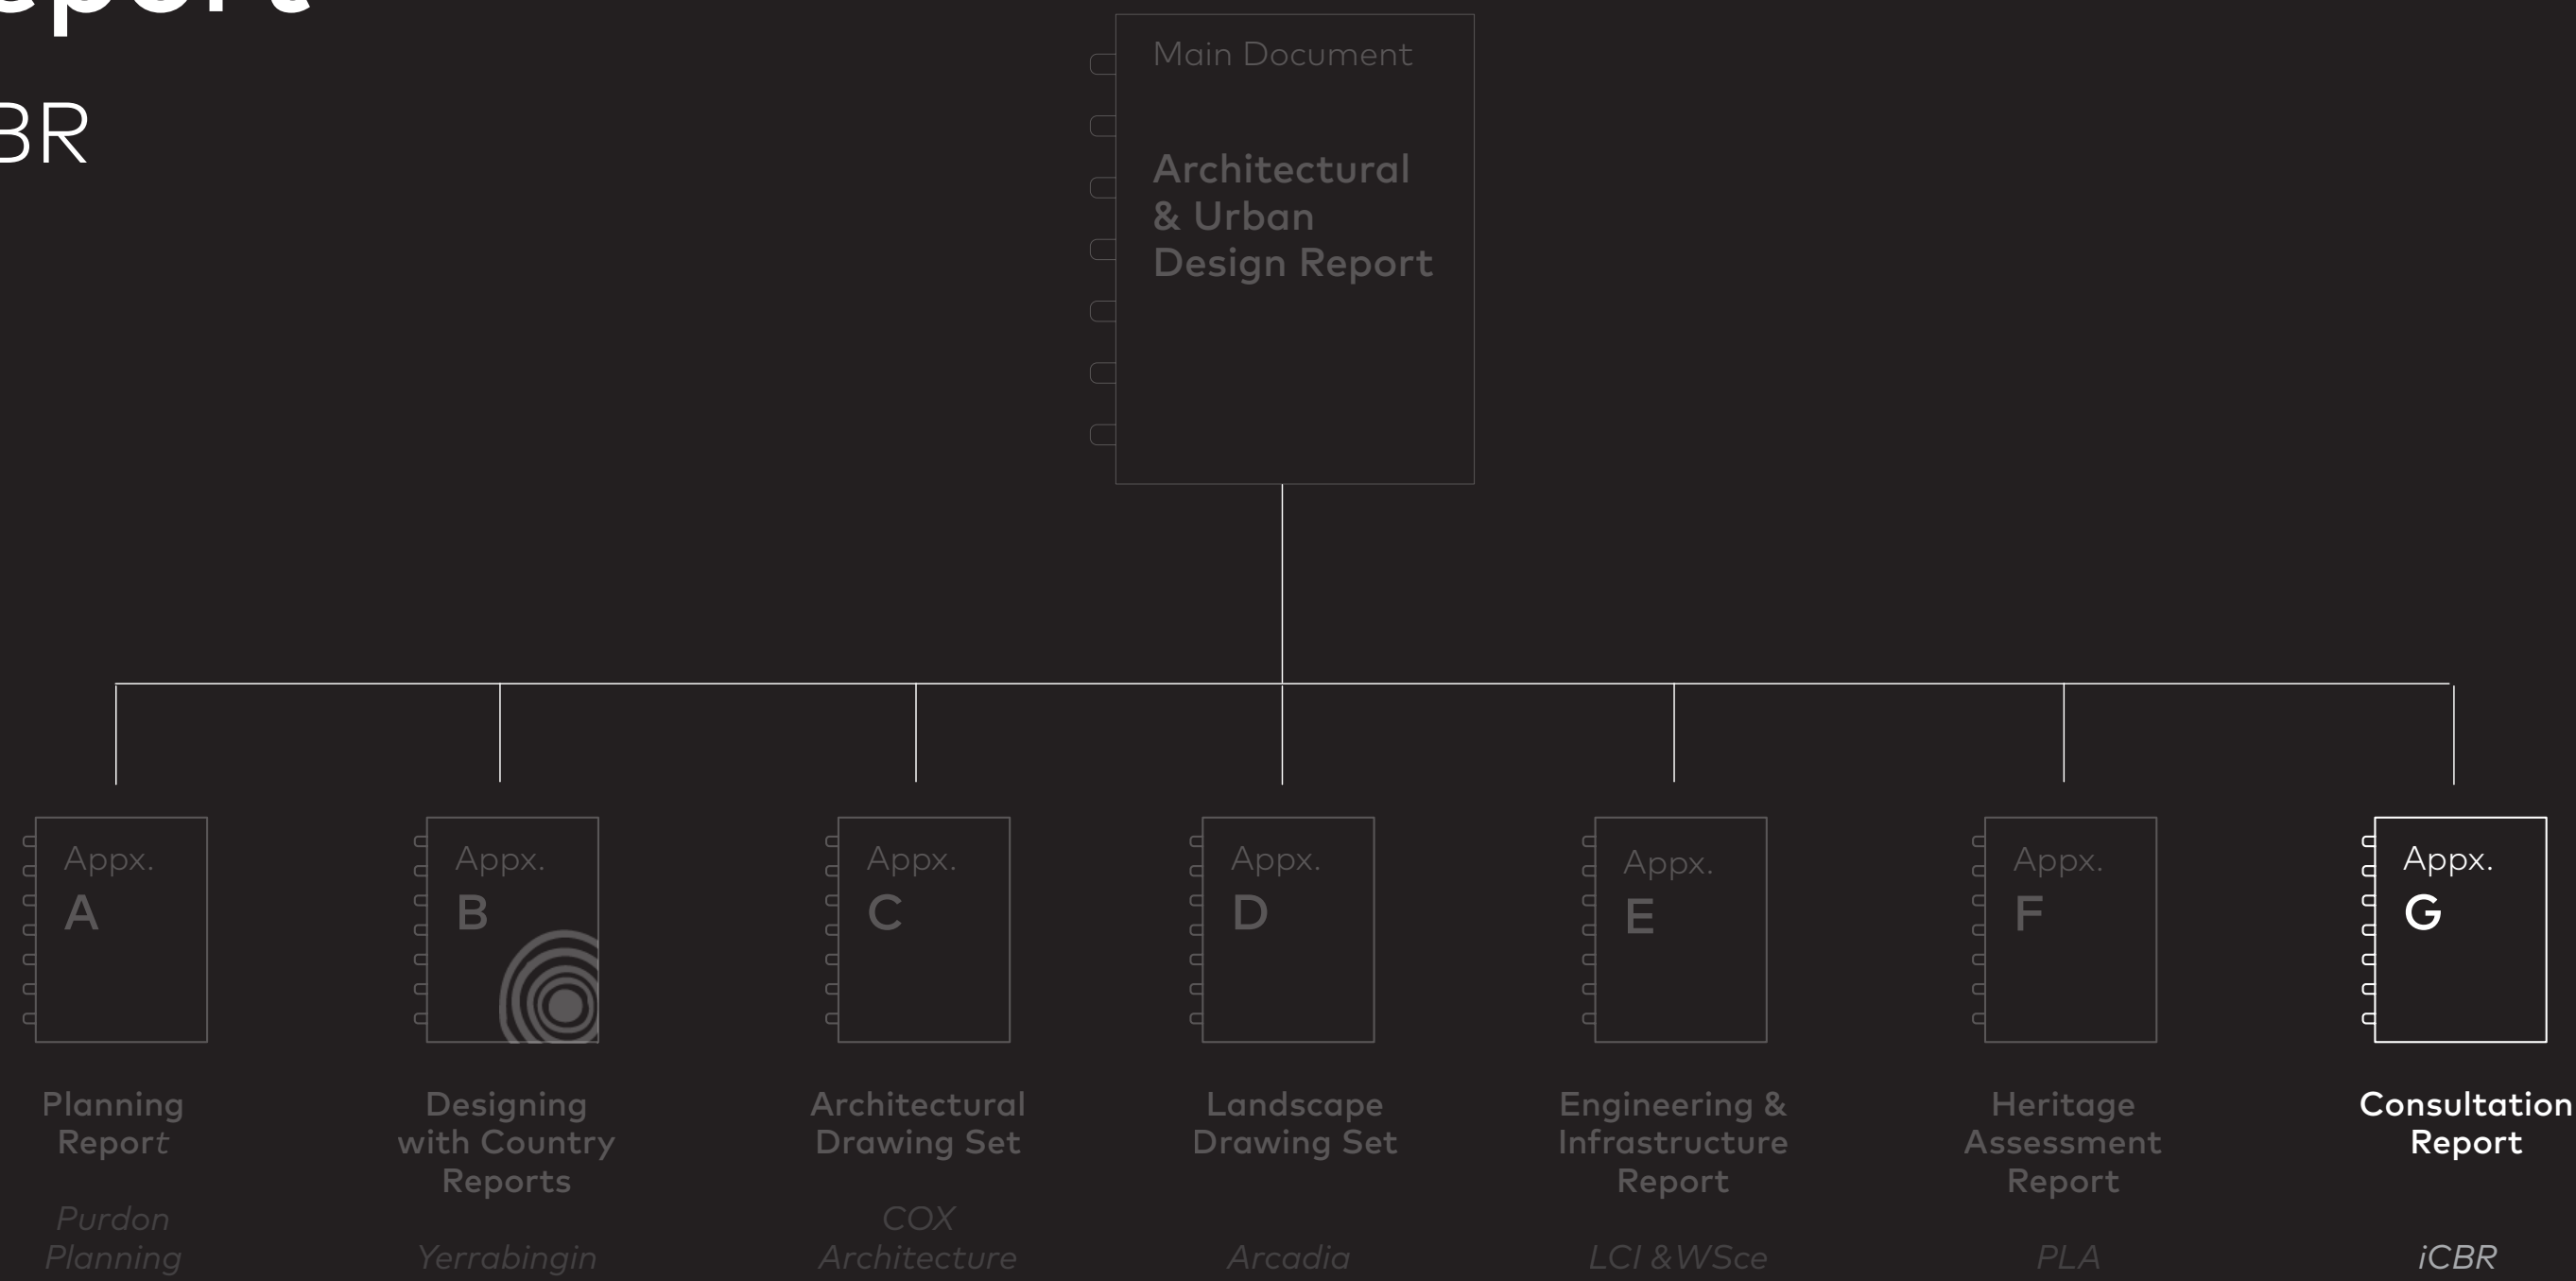 eport
BR
Main Document
Architectural
& Urban
Design Report
Appx.
A
Planning
Report
Purdon
Planning
Appx.
B
Designing
with Country
Reports
Yerrabingin
Appx.
C
Architectural
Drawing Set
COX
Architecture
Appx.
D
Landscape
Drawing Set
Arcadia
Appx.
E
Engineering &
Infrastructure
Report
LCI &WSce
Appx.
F
Heritage
Assessment
Report
PLA
Appx.
G
Consultation
Report
iCBR